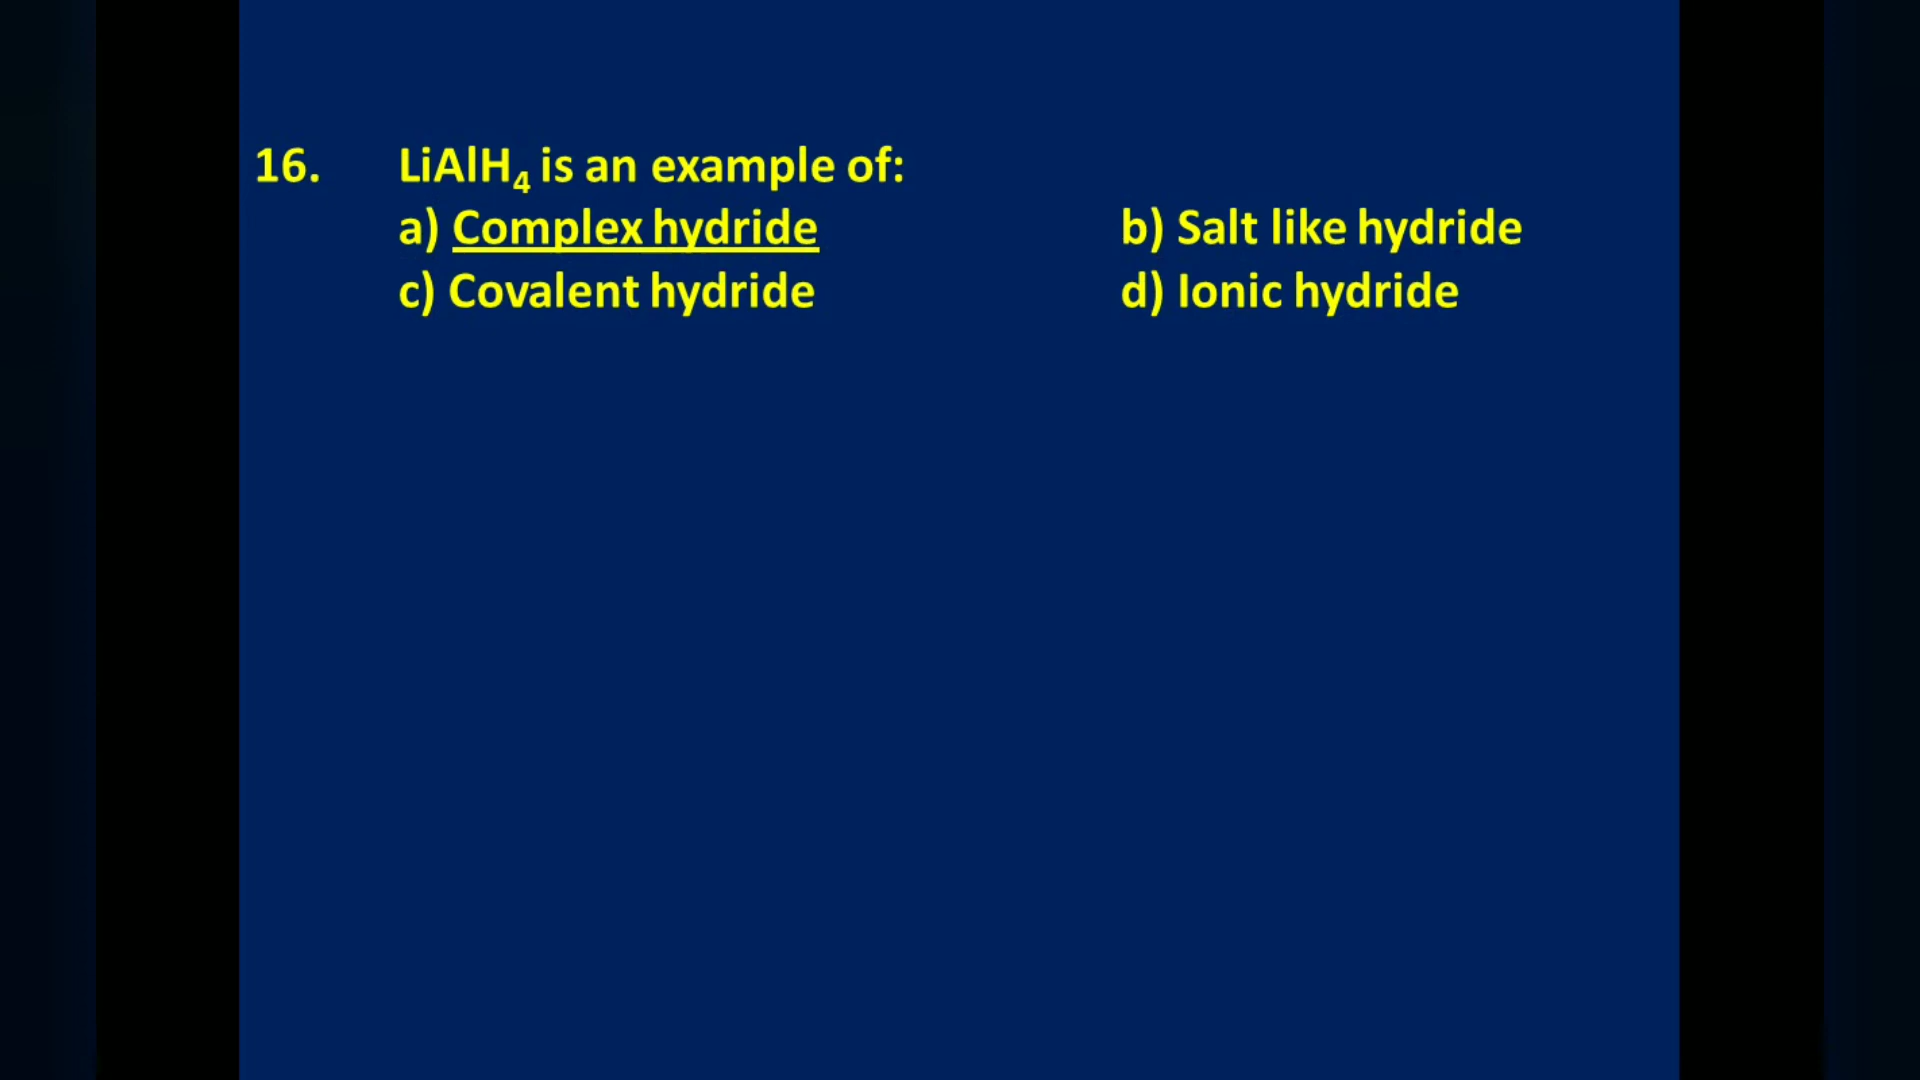 16. LiAlH₄ is an example of:
a) Complex hydride b) Salt like hydride
c) Covalent hydride d) Ionic hydride